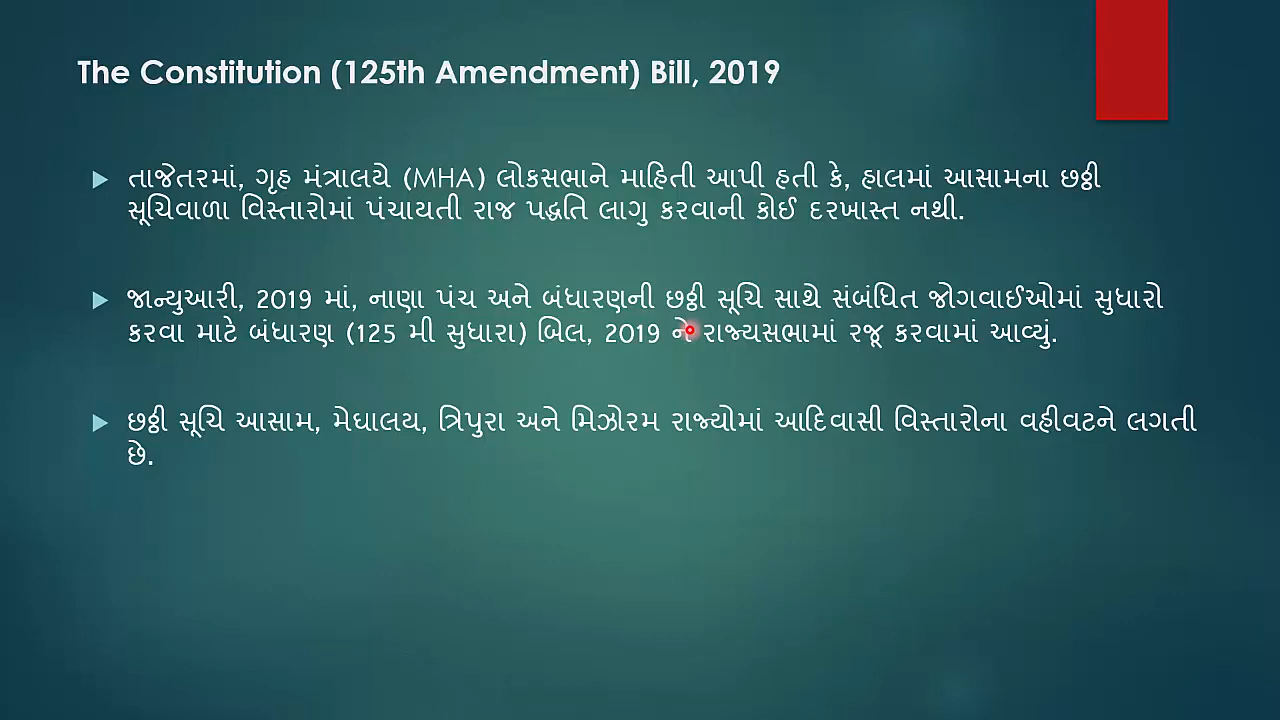 The Constitution (125th Amendment) Bill, 2019
તાજેતરમાં, ગૃહ મંત્રાલયે (MHA) લોકસભાને માહિતી આપી હતી કે, હાલમાં આસામના છઠ્ઠી
સૂચિવાળા વિસ્તારોમાં પંચાયતી રાજ પદ્ધતિ લાગુ કરવાની કોઈ દરખાસ્ત નથી.
જાન્યુઆરી, 2019 માં, નાણા પંચ અને બંધારણની છઠ્ઠી સૂચિ સાથે સંબંધિત જોગવાઈઓમાં સુધારો
કરવા માટે બંધારણ (125 મી સુધારા) બિલ, 2019 ને રાજ્યસભામાં રજૂ કરવામાં આવ્યું.
છઠ્ઠી સૂચિ આસામ, મેઘાલય, ત્રિપુરા અને મિઝોરમ રાજ્યોમાં આદિવાસી વિસ્તારોના વહીવટને લગતી
છે.